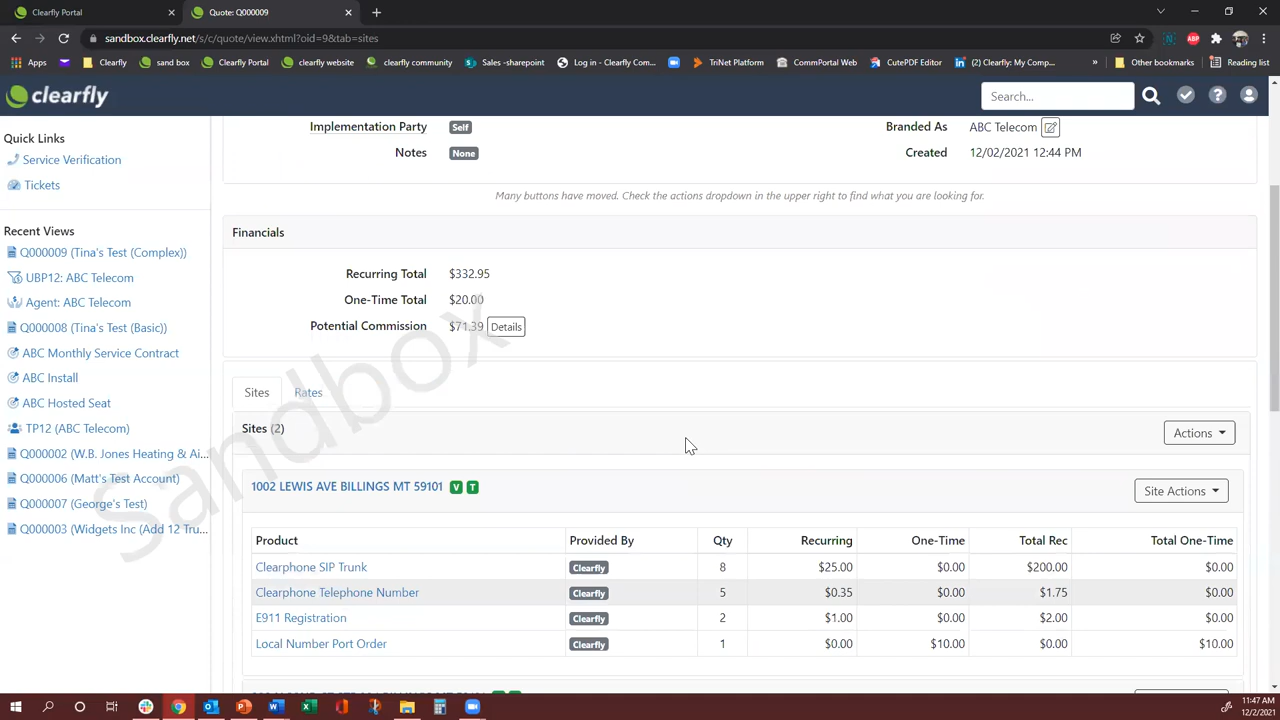 Clearfly Portal
Quote: Q000009
sandbox.clearfly.net/s/c/quote/view.xhtml?oid=9&tab=sites
Apps
Clearfly
sand box
Clearfly Portal
clearfly website
clearfly community
Sales -sharepoint
Log in - Clearfly Com...
TriNet Platform
CommPortal Web
CutePDF Editor
(1) Clearfly: My Comp...
»
Other bookmarks
Reading list
clearfly
Search...
Quick Links
Service Verification
Tickets
Recent Views
Q000009 (Tina's Test (Complex))
UBP12: ABC Telecom
Agent: ABC Telecom
Q000008 (Tina's Test (Basic))
ABC Monthly Service Contract
ABC Install
ABC Hosted Seat
TP12 (ABC Telecom)
Q000002 (W.B. Jones Heating & Ai...
Q000006 (Matt's Test Account)
Q000007 (George's Test)
Q000003 (Widgets Inc (Add 12 Tru...
Implementation Party Self
Branded As ABC Telecom
Notes None
Created 12/02/2021 12:44 PM
Many buttons have moved. Check the actions dropdown in the upper right to find what you are looking for.
Financials
Recurring Total $332.95
One-Time Total $20.00
Potential Commission $71.39 Details
Sandbox
Sites Rates
Sites (2)
Actions
1002 LEWIS AVE BILLINGS MT 59101 V T
Site Actions
Product Provided By Qty Recurring One-Time Total Rec Total One-Time
Clearphone SIP Trunk Clearfly 8 $25.00 $0.00 $200.00 $0.00
Clearphone Telephone Number Clearfly 5 $0.35 $0.00 $1.75 $0.00
E911 Registration Clearfly 2 $1.00 $0.00 $2.00 $0.00
Local Number Port Order Clearfly 1 $0.00 $10.00 $0.00 $10.00
11:47 AM
12/2/2021